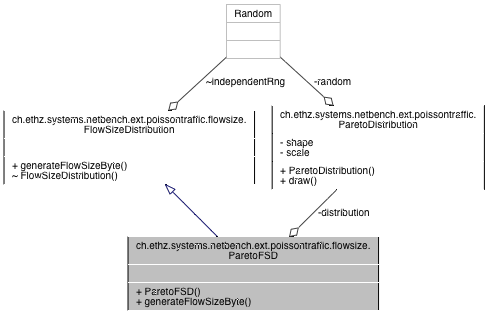 Random
~independentRng
-random
ch.ethz.systems.netbench.ext.poissontraffic.flowsize.
FlowSizeDistribution
+ generateFlowSizeByte()
~ FlowSizeDistribution()
ch.ethz.systems.netbench.ext.poissontraffic.
ParetoDistribution
- shape
- scale
+ ParetoDistribution()
+ draw()
-distribution
ch.ethz.systems.netbench.ext.poissontraffic.flowsize.
ParetoFSD
+ ParetoFSD()
+ generateFlowSizeByte()